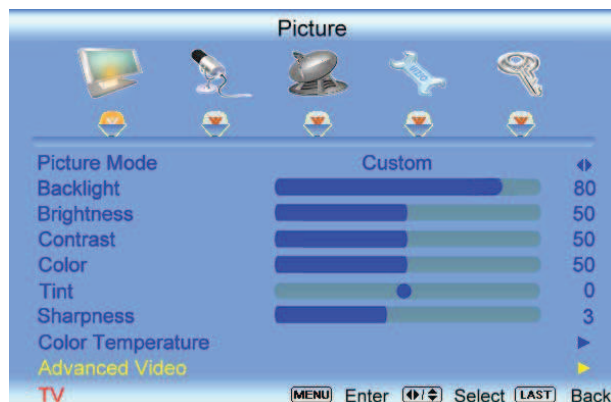 Picture
Picture Mode Custom
Backlight 80
Brightness 50
Contrast 50
Color 50
Tint 0
Sharpness 3
Color Temperature
Advanced Video
TV MENU Enter Select LAST Back